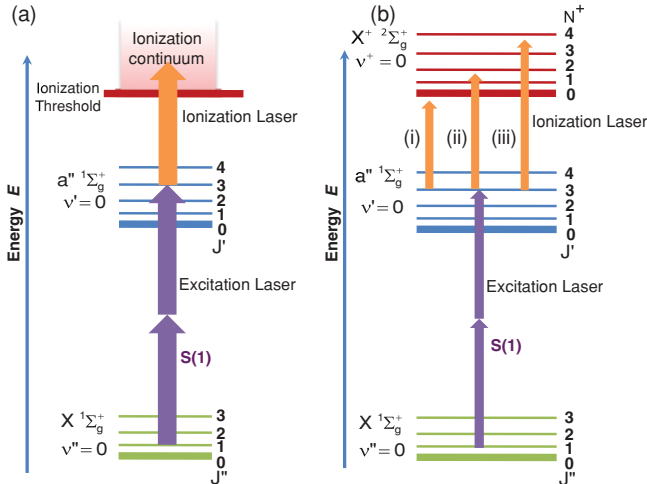 (a)
Ionization
continuum
Ionization
Threshold
Ionization Laser
a" ¹Σg⁺
ν'=0
4
3
2
1
0
J'
Energy E
Excitation Laser
S(1)
X ¹Σg⁺
ν"=0
3
2
1
0
J"
(b)
N⁺
X⁺ ²Σg⁺
ν⁺=0
4
3
2
1
0
(i)
(ii)
(iii)
Ionization Laser
a" ¹Σg⁺
ν'=0
4
3
2
1
0
J'
Energy E
Excitation Laser
S(1)
X ¹Σg⁺
ν"=0
3
2
1
0
J"